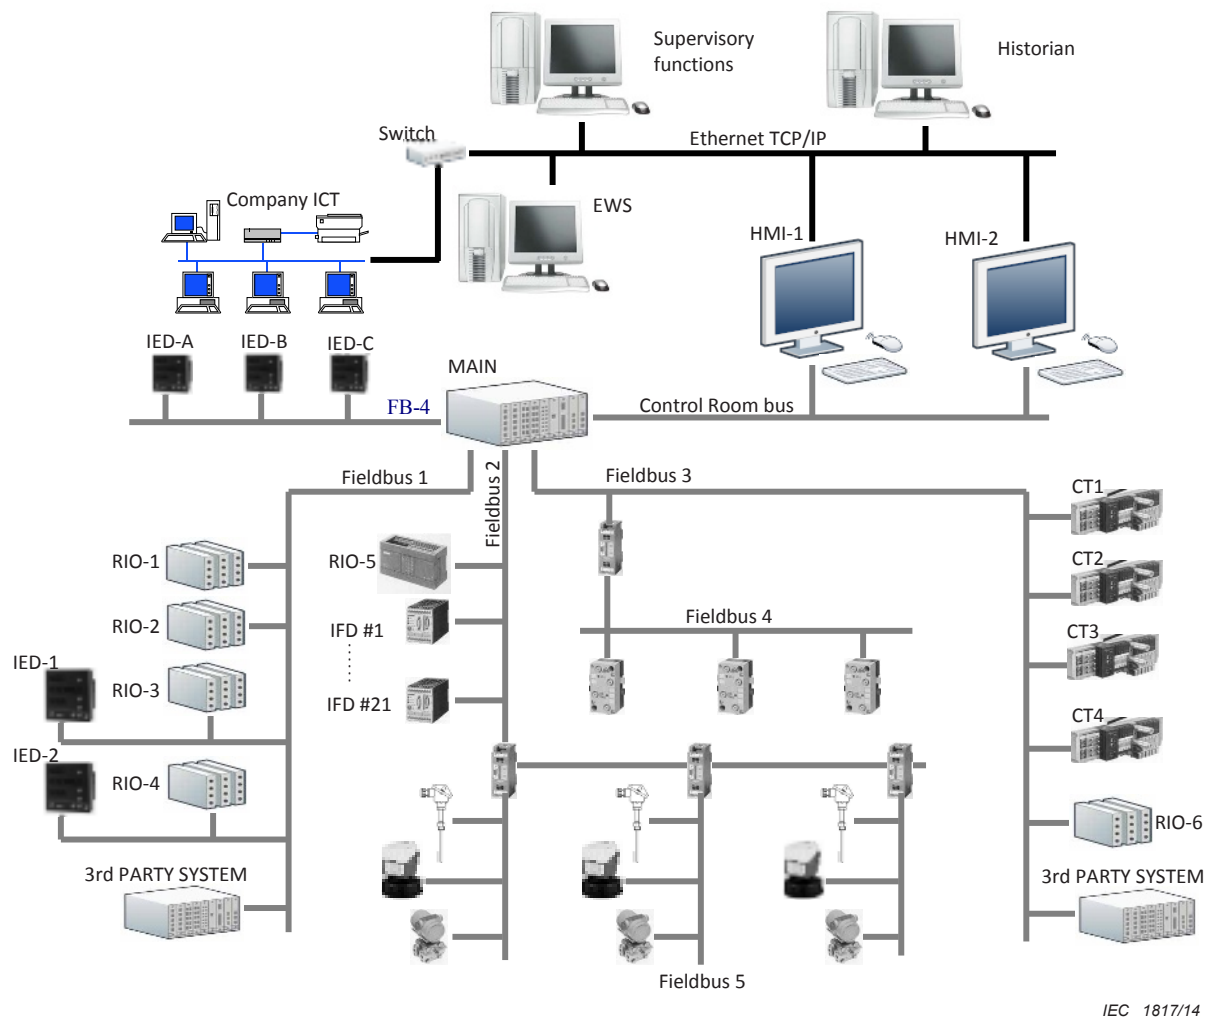 Supervisory
functions
Historian
Switch
Ethernet TCP/IP
Company ICT
EWS
HMI-1
HMI-2
IED-A
IED-B
IED-C
MAIN
FB-4
Control Room bus
Fieldbus 1
Fieldbus 2
Fieldbus 3
CT1
RIO-1
RIO-5
CT2
RIO-2
IFD #1
Fieldbus 4
CT3
IED-1
RIO-3
IFD #21
CT4
IED-2
RIO-4
RIO-6
3rd PARTY SYSTEM
3rd PARTY SYSTEM
Fieldbus 5
IEC 1817/14